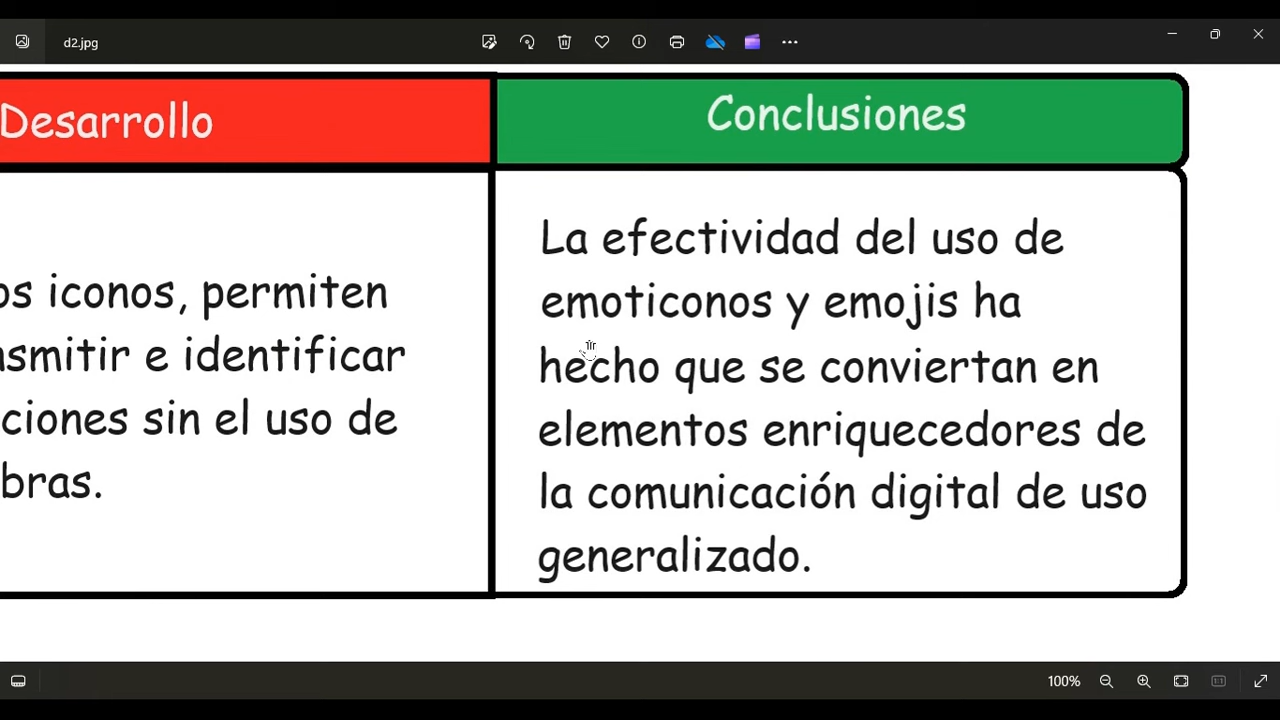 d2.jpg
Desarrollo
Conclusiones
os iconos, permiten
nsmitir e identificar
ciones sin el uso de
bras.
La efectividad del uso de
emoticonos y emojis ha
hecho que se conviertan en
elementos enriquecedores de
la comunicación digital de uso
generalizado.
100%